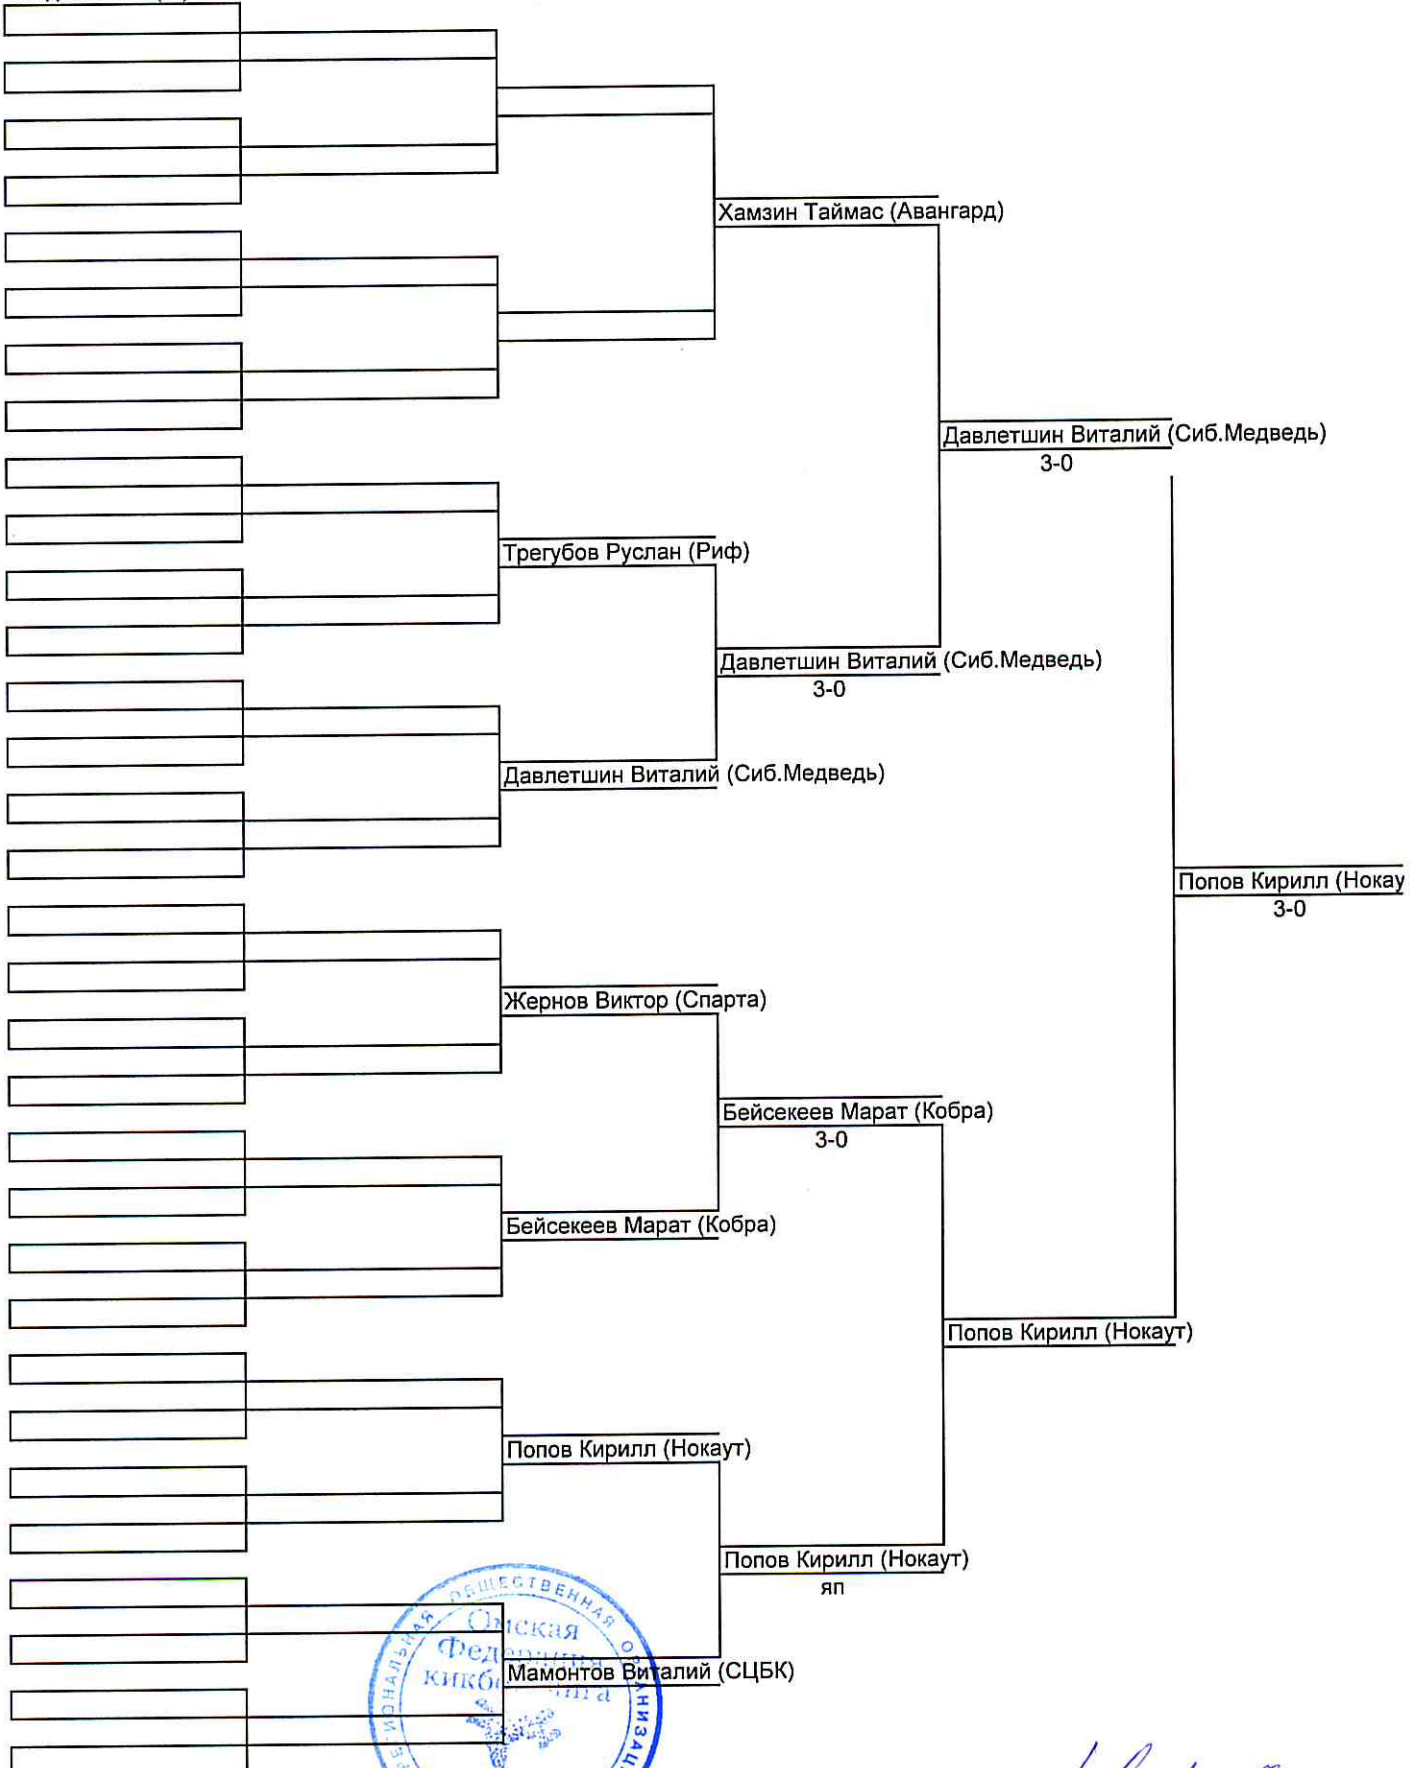 Хамзин Таймас (Авангард)
Давлетшин Виталий (Сиб.Медведь)
3-0
Трегубов Руслан (Риф)
Давлетшин Виталий (Сиб.Медведь)
3-0
Давлетшин Виталий (Сиб.Медведь)
Попов Кирилл (Нокау
3-0
Жернов Виктор (Спарта)
Бейсекеев Марат (Кобра)
3-0
Бейсекеев Марат (Кобра)
Попов Кирилл (Нокаут)
Попов Кирилл (Нокаут)
Попов Кирилл (Нокаут)
яп
ОБЩЕСТВЕННАЯ
Омская
Федерация
Мамонтов Виталий (СЦБК)